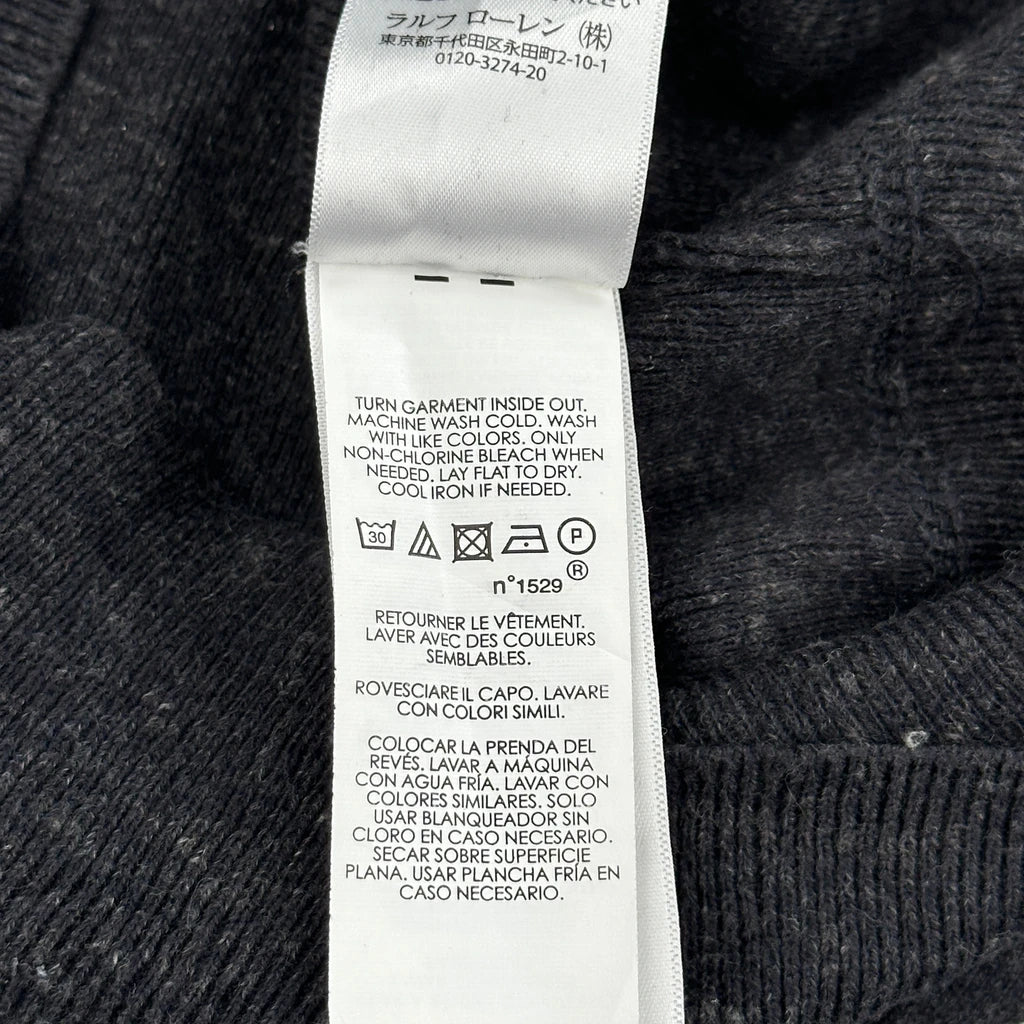 ください
ラルフ ローレン (株)
東京都千代田区永田町2-10-1
0120-3274-20
TURN GARMENT INSIDE OUT.
MACHINE WASH COLD. WASH
WITH LIKE COLORS. ONLY
NON-CHLORINE BLEACH WHEN
NEEDED. LAY FLAT TO DRY.
COOL IRON IF NEEDED.
30 P
n°1529 ®
RETOURNER LE VÊTEMENT.
LAVER AVEC DES COULEURS
SEMBLABLES.
ROVESCIARE IL CAPO. LAVARE
CON COLORI SIMILI.
COLOCAR LA PRENDA DEL
REVÉS. LAVAR A MÁQUINA
CON AGUA FRÍA. LAVAR CON
COLORES SIMILARES. SOLO
USAR BLANQUEADOR SIN
CLORO EN CASO NECESARIO.
SECAR SOBRE SUPERFICIE
PLANA. USAR PLANCHA FRÍA EN
CASO NECESARIO.